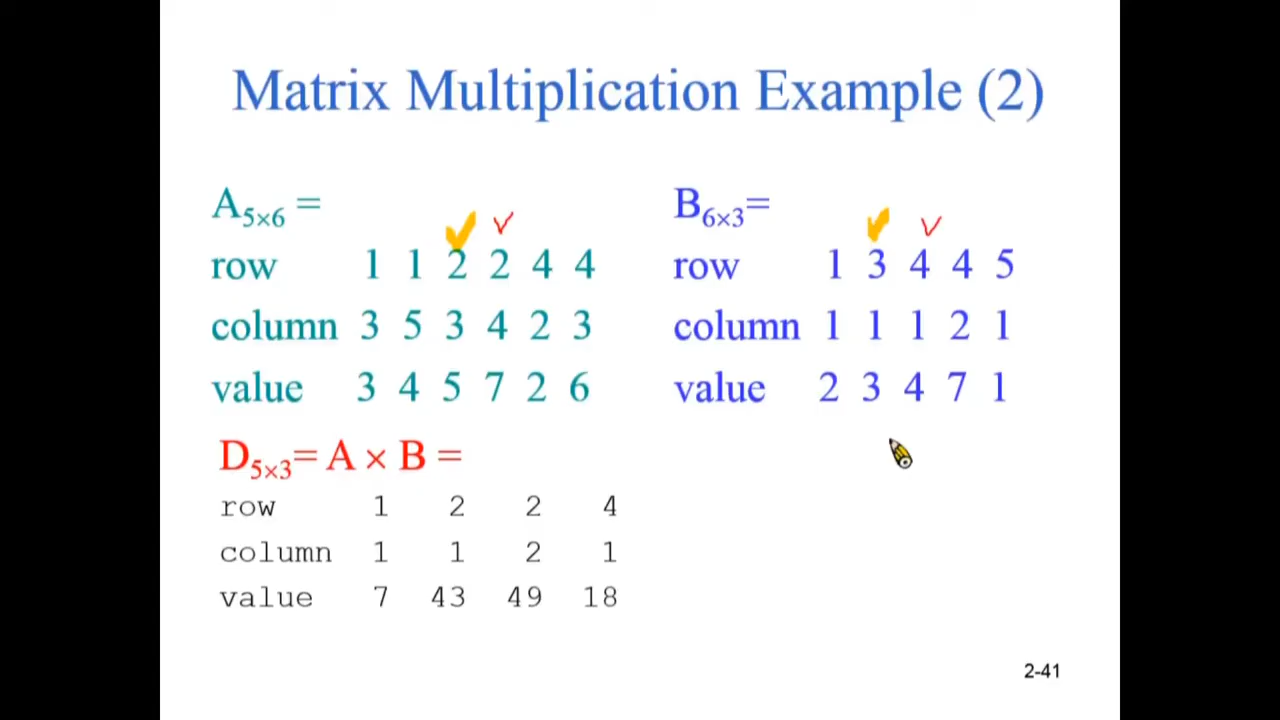 Matrix Multiplication Example (2)
A5×6 =
row 1 1 2 2 4 4
column 3 5 3 4 2 3
value 3 4 5 7 2 6
B6×3=
row 1 3 4 4 5
column 1 1 1 2 1
value 2 3 4 7 1
D5×3= A × B =
row 1 2 2 4
column 1 1 2 1
value 7 43 49 18
2-41